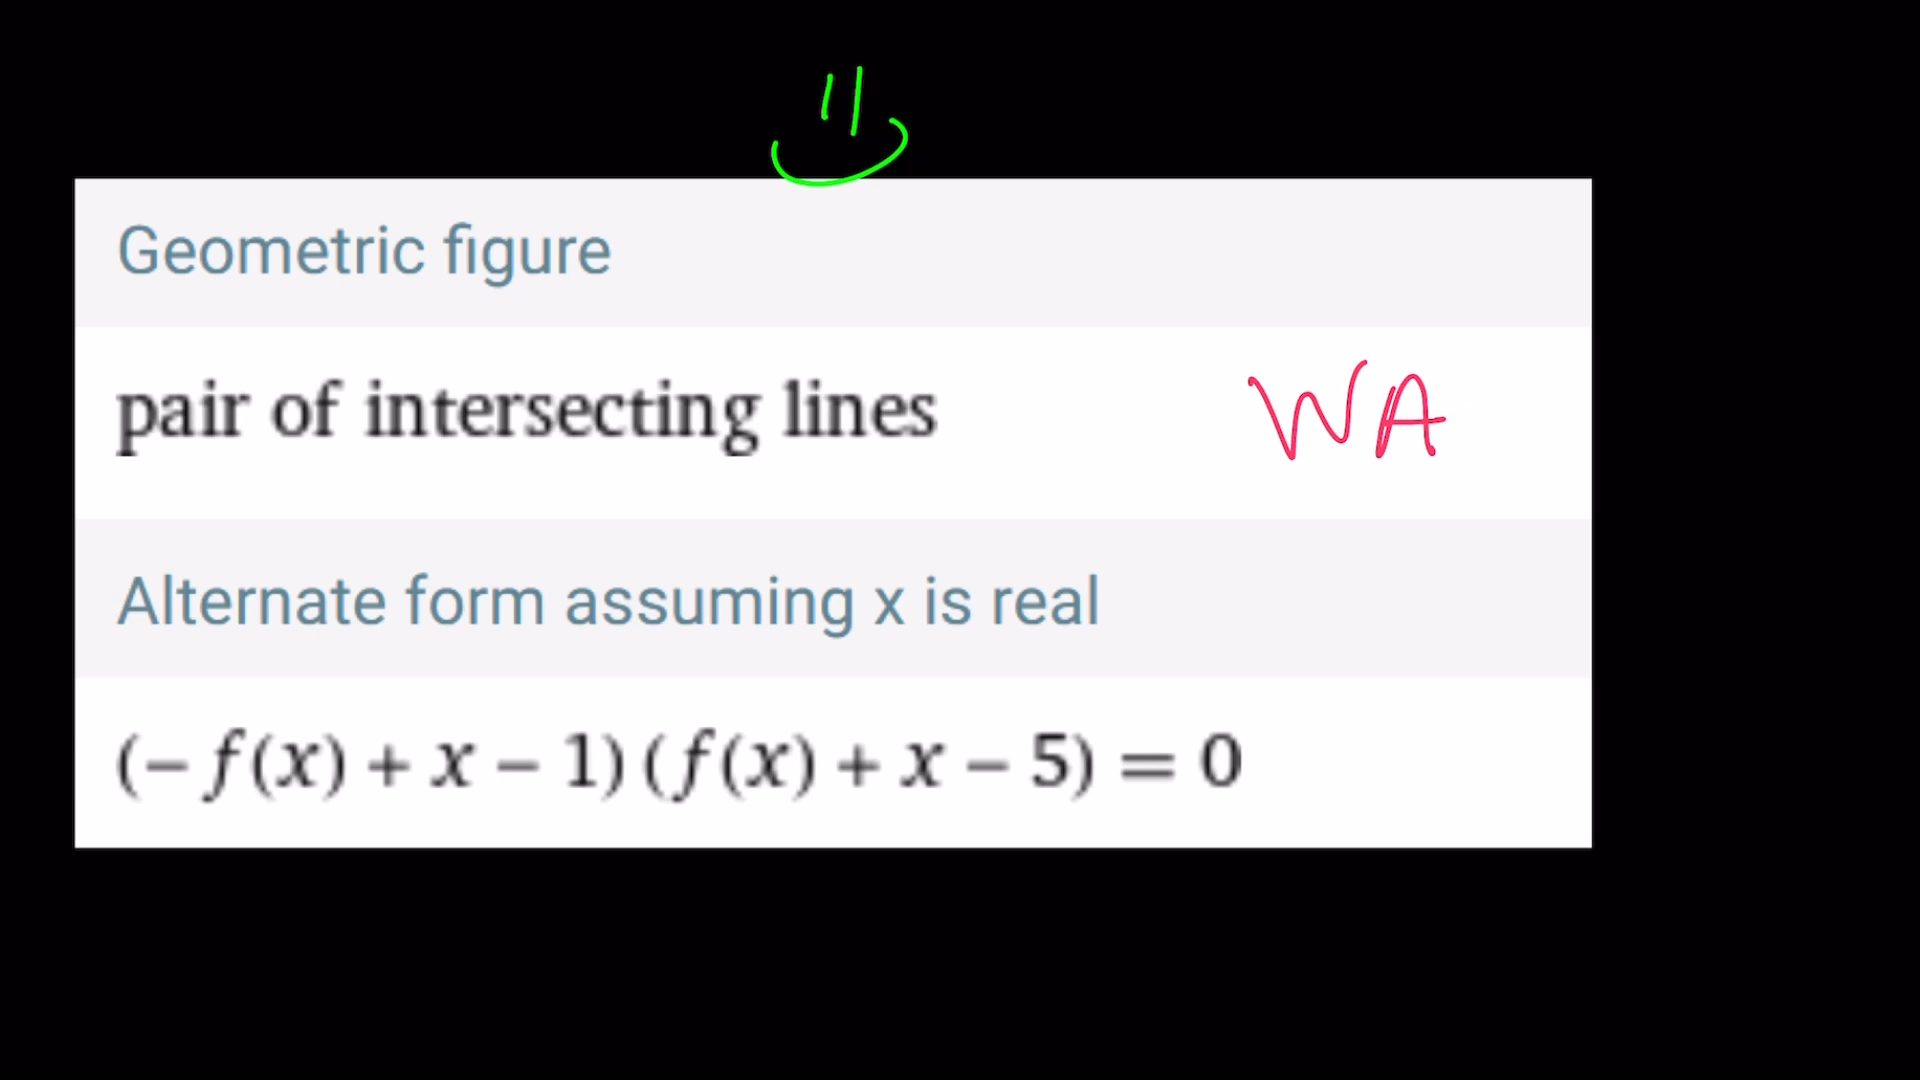 Geometric figure
pair of intersecting lines
WA
Alternate form assuming x is real
(− f(x) + x − 1) (f(x) + x − 5) = 0